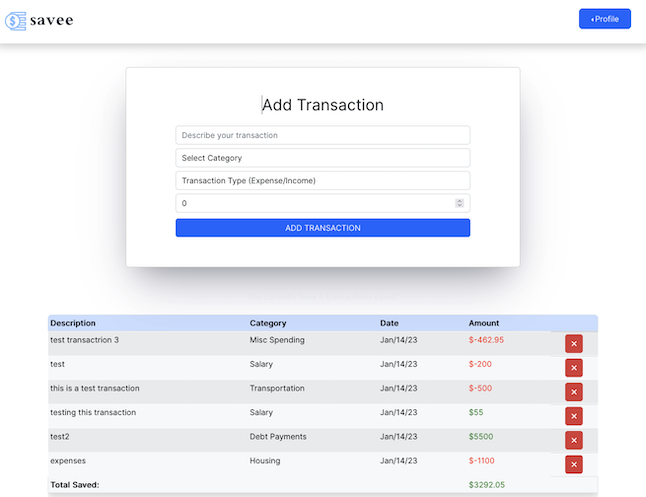 savee
Profile
Add Transaction
Describe your transaction
Select Category
Transaction Type (Expense/Income)
0
ADD TRANSACTION
Description Category Date Amount
test transactrion 3 Misc Spending Jan/14/23 $-462.95
test Salary Jan/14/23 $-200
this is a test transaction Transportation Jan/14/23 $-500
testing this transaction Salary Jan/14/23 $55
test2 Debt Payments Jan/14/23 $5500
expenses Housing Jan/14/23 $-1100
Total Saved: $3292.05